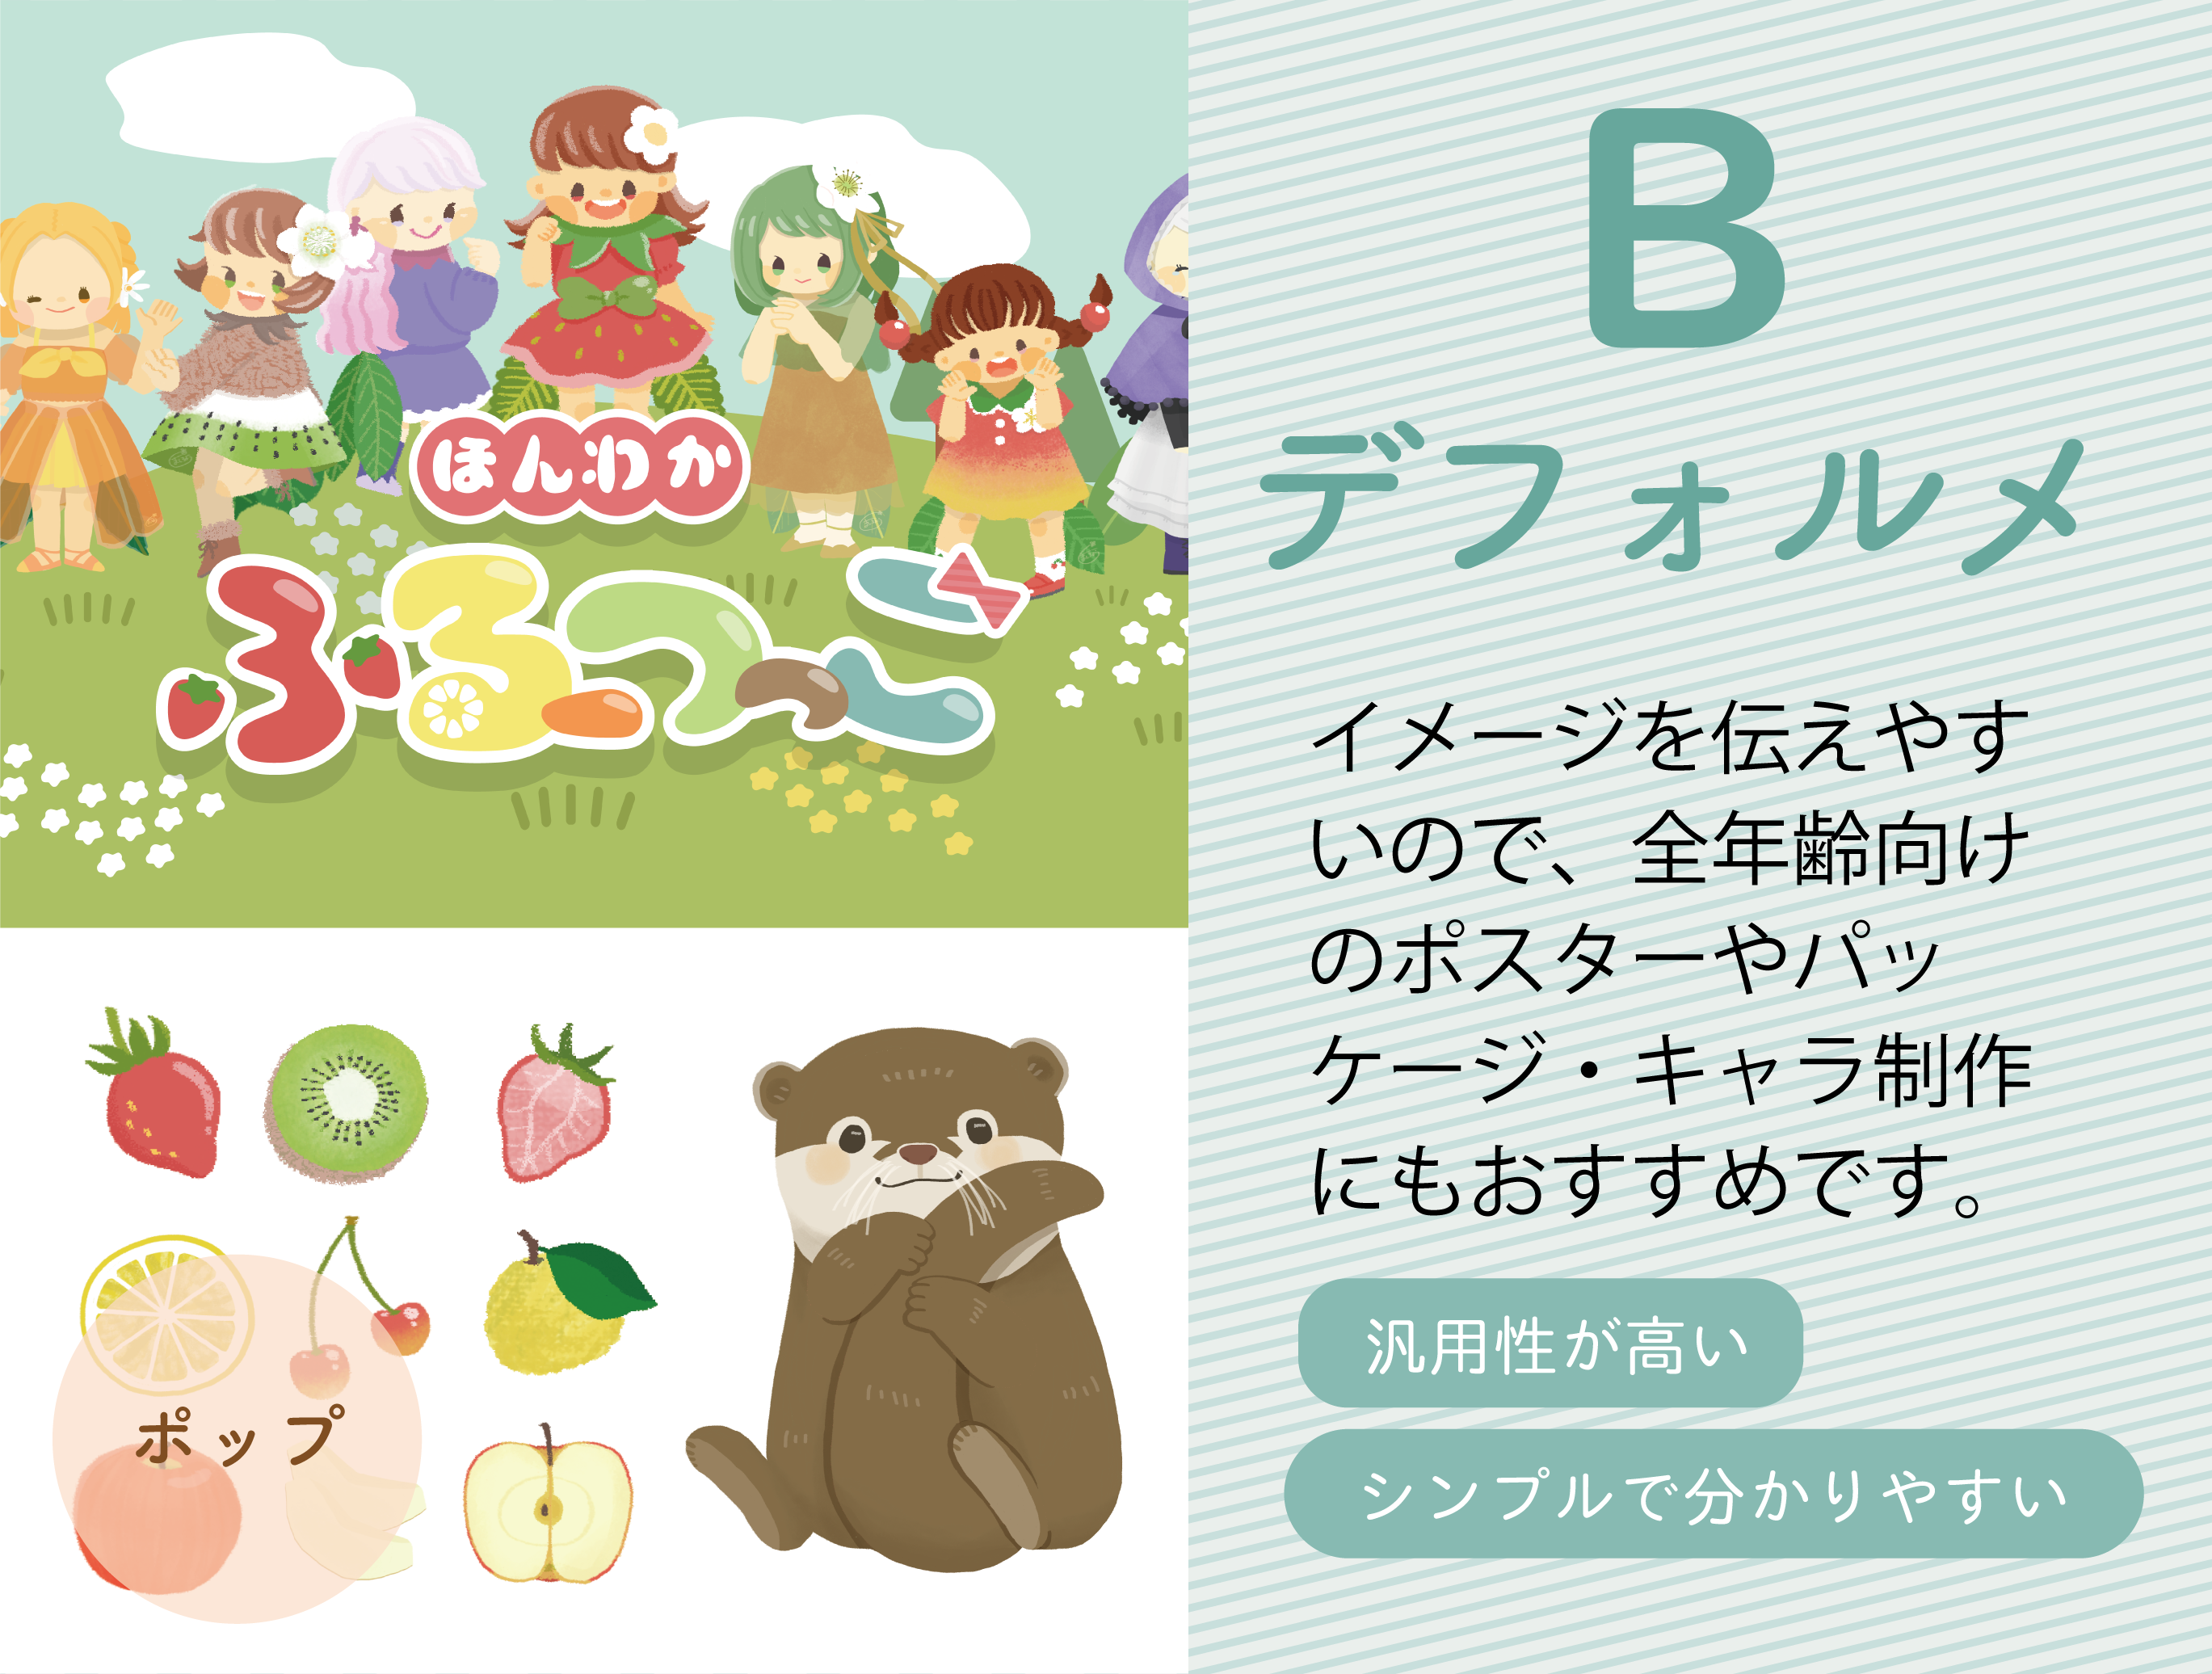 ほんわか
ふるつ〜と
ポップ
B
デフォルメ
イメージを伝えやす
いので、全年齢向け
のポスターやパッ
ケージ・キャラ制作
にもおすすめです。
汎用性が高い
シンプルで分かりやすい